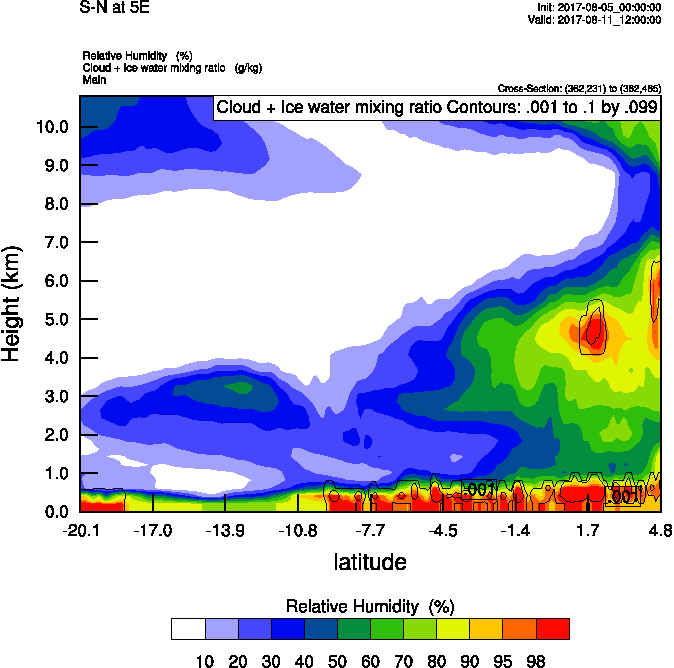 S-N at 5E
Init: 2017-08-05_00:00:00
Valid: 2017-08-11_12:00:00
Relative Humidity (%)
Cloud + Ice water mixing ratio (g/kg)
Main
Cross-Section: (362,231) to (362,485)
Cloud + Ice water mixing ratio Contours: .001 to .1 by .099
10.0
9.0
8.0
7.0
6.0
5.0
4.0
3.0
2.0
1.0
0.0
Height (km)
.001
.001
-20.1 -17.0 -13.9 -10.8 -7.7 -4.5 -1.4 1.7 4.8
latitude
Relative Humidity (%)
10 20 30 40 50 60 70 80 90 95 98